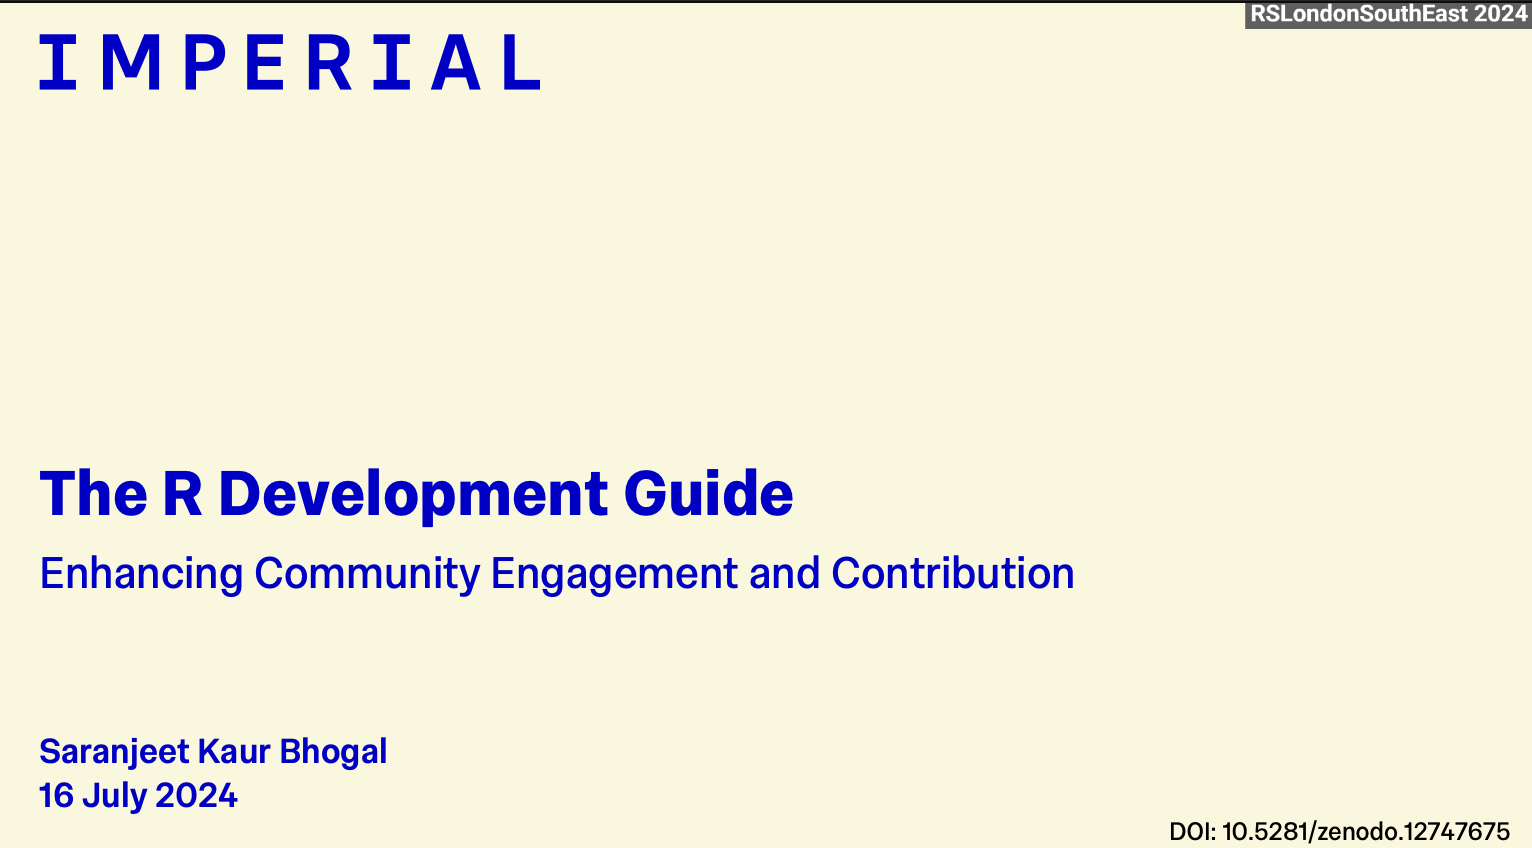 RSLondonSouthEast 2024
IMPERIAL
The R Development Guide
Enhancing Community Engagement and Contribution
Saranjeet Kaur Bhogal
16 July 2024
DOI: 10.5281/zenodo.12747675